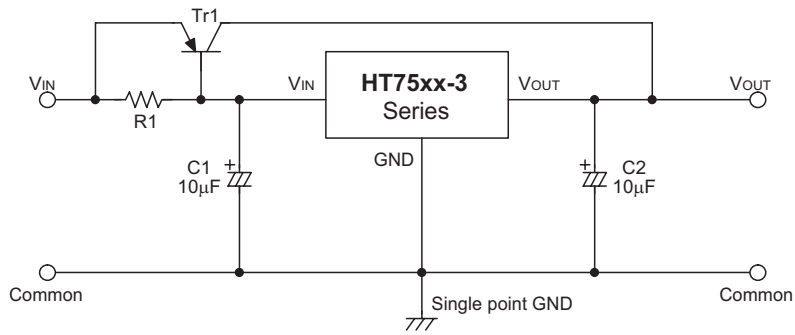 Tr1
VIN
R1
VIN
HT75xx-3
Series
VOUT
VOUT
GND
C1
10µF
+
C2
10µF
+
Common
Single point GND
Common